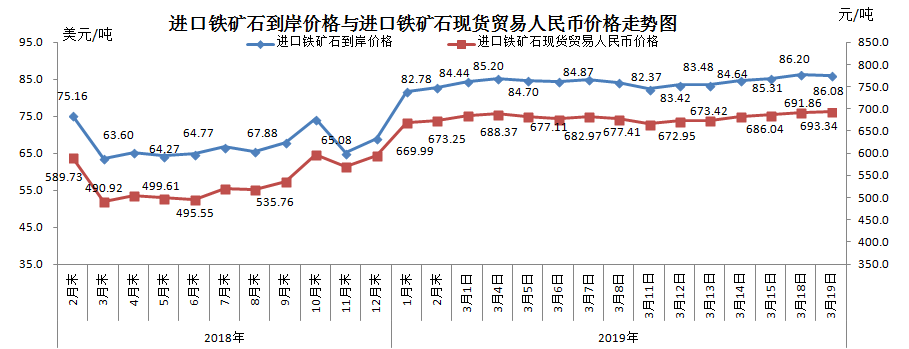 进口铁矿石到岸价格与进口铁矿石现货贸易人民币价格走势图
美元/吨
元/吨
进口铁矿石到岸价格
进口铁矿石现货贸易人民币价格
95.0
85.0
75.0
65.0
55.0
45.0
35.0
850.0
800.0
750.0
700.0
650.0
600.0
550.0
500.0
450.0
400.0
350.0
75.16
63.60
64.27
64.77
67.88
65.08
82.78
84.44
85.20
84.70
84.87
82.37
83.42
83.48
84.64
85.31
86.20
86.08
589.73
490.92
499.61
495.55
535.76
669.99
673.25
688.37
677.11
682.97
677.41
672.95
673.42
686.04
691.86
693.34
2月末
3月末
4月末
5月末
6月末
7月末
8月末
9月末
10月末
11月末
12月末
1月末
2月末
3月1日
3月4日
3月5日
3月6日
3月7日
3月8日
3月11日
3月12日
3月13日
3月14日
3月15日
3月18日
3月19日
2018年
2019年